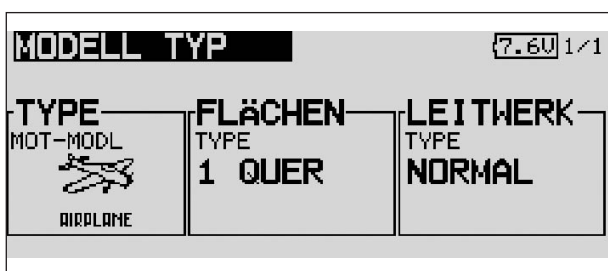 MODELL TYP 7.6V 1/1
TYPE FLÄCHEN LEITWERK
MOT-MODL TYPE TYPE
1 QUER NORMAL
AIRPLANE